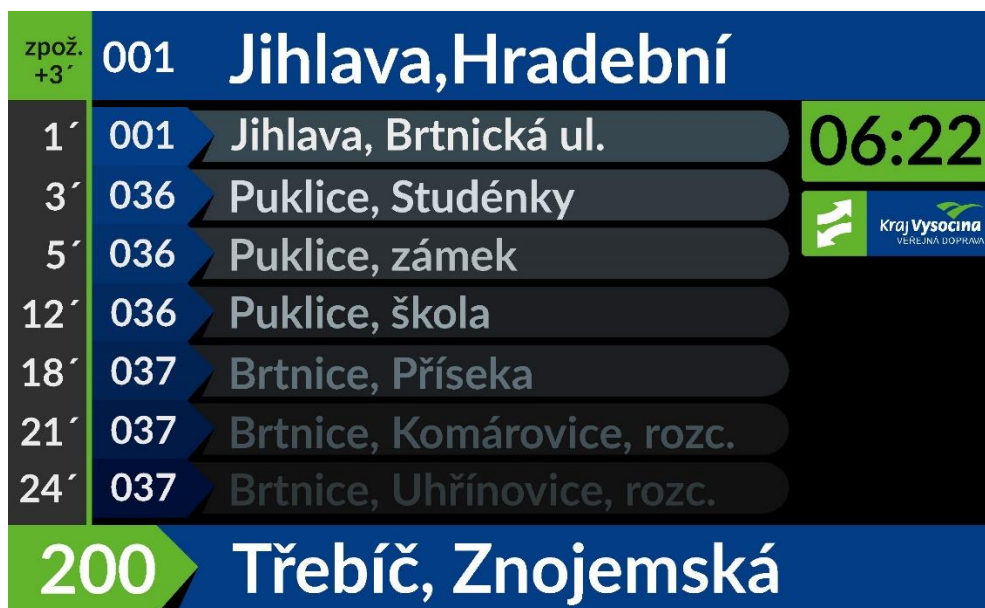 zpož.
+3´
001 Jihlava,Hradební
1´ 001 Jihlava, Brtnická ul.
06:22
3´ 036 Puklice, Studénky
Kraj Vysočina
VEŘEJNÁ DOPRAVA
5´ 036 Puklice, zámek
12´ 036 Puklice, škola
18´ 037 Brtnice, Příseka
21´ 037 Brtnice, Komárovice, rozc.
24´ 037 Brtnice, Uhřínovice, rozc.
200 Třebíč, Znojemská